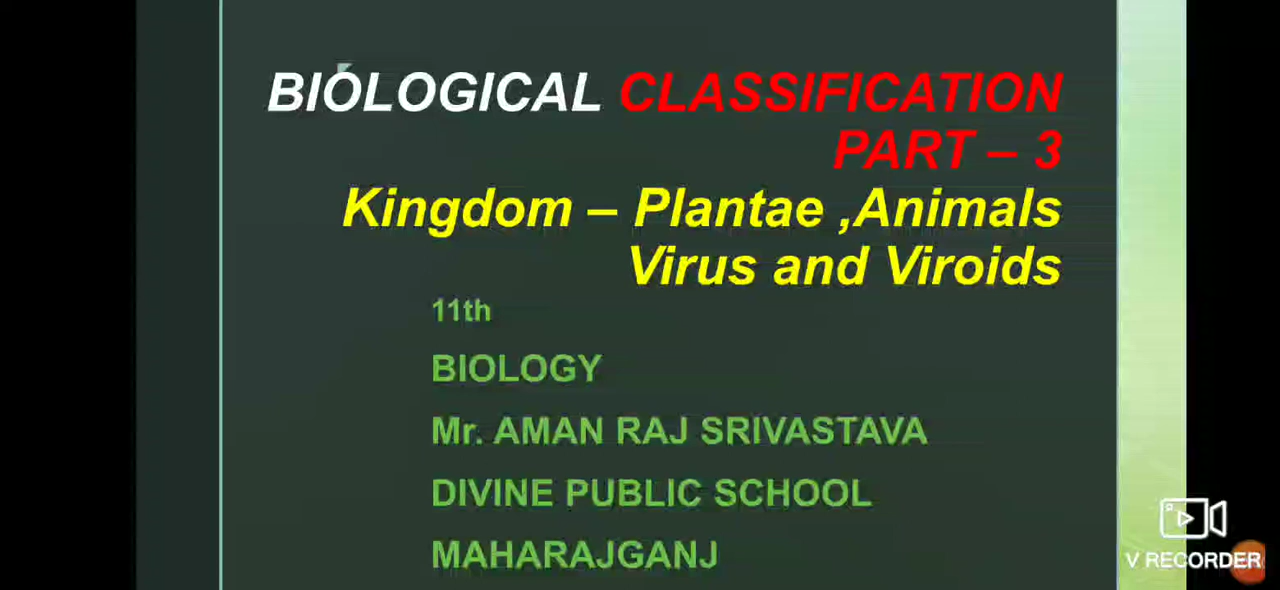 BIOLOGICAL CLASSIFICATION
PART – 3
Kingdom – Plantae ,Animals
Virus and Viroids
11th
BIOLOGY
Mr. AMAN RAJ SRIVASTAVA
DIVINE PUBLIC SCHOOL
MAHARAJGANJ
V RECORDER